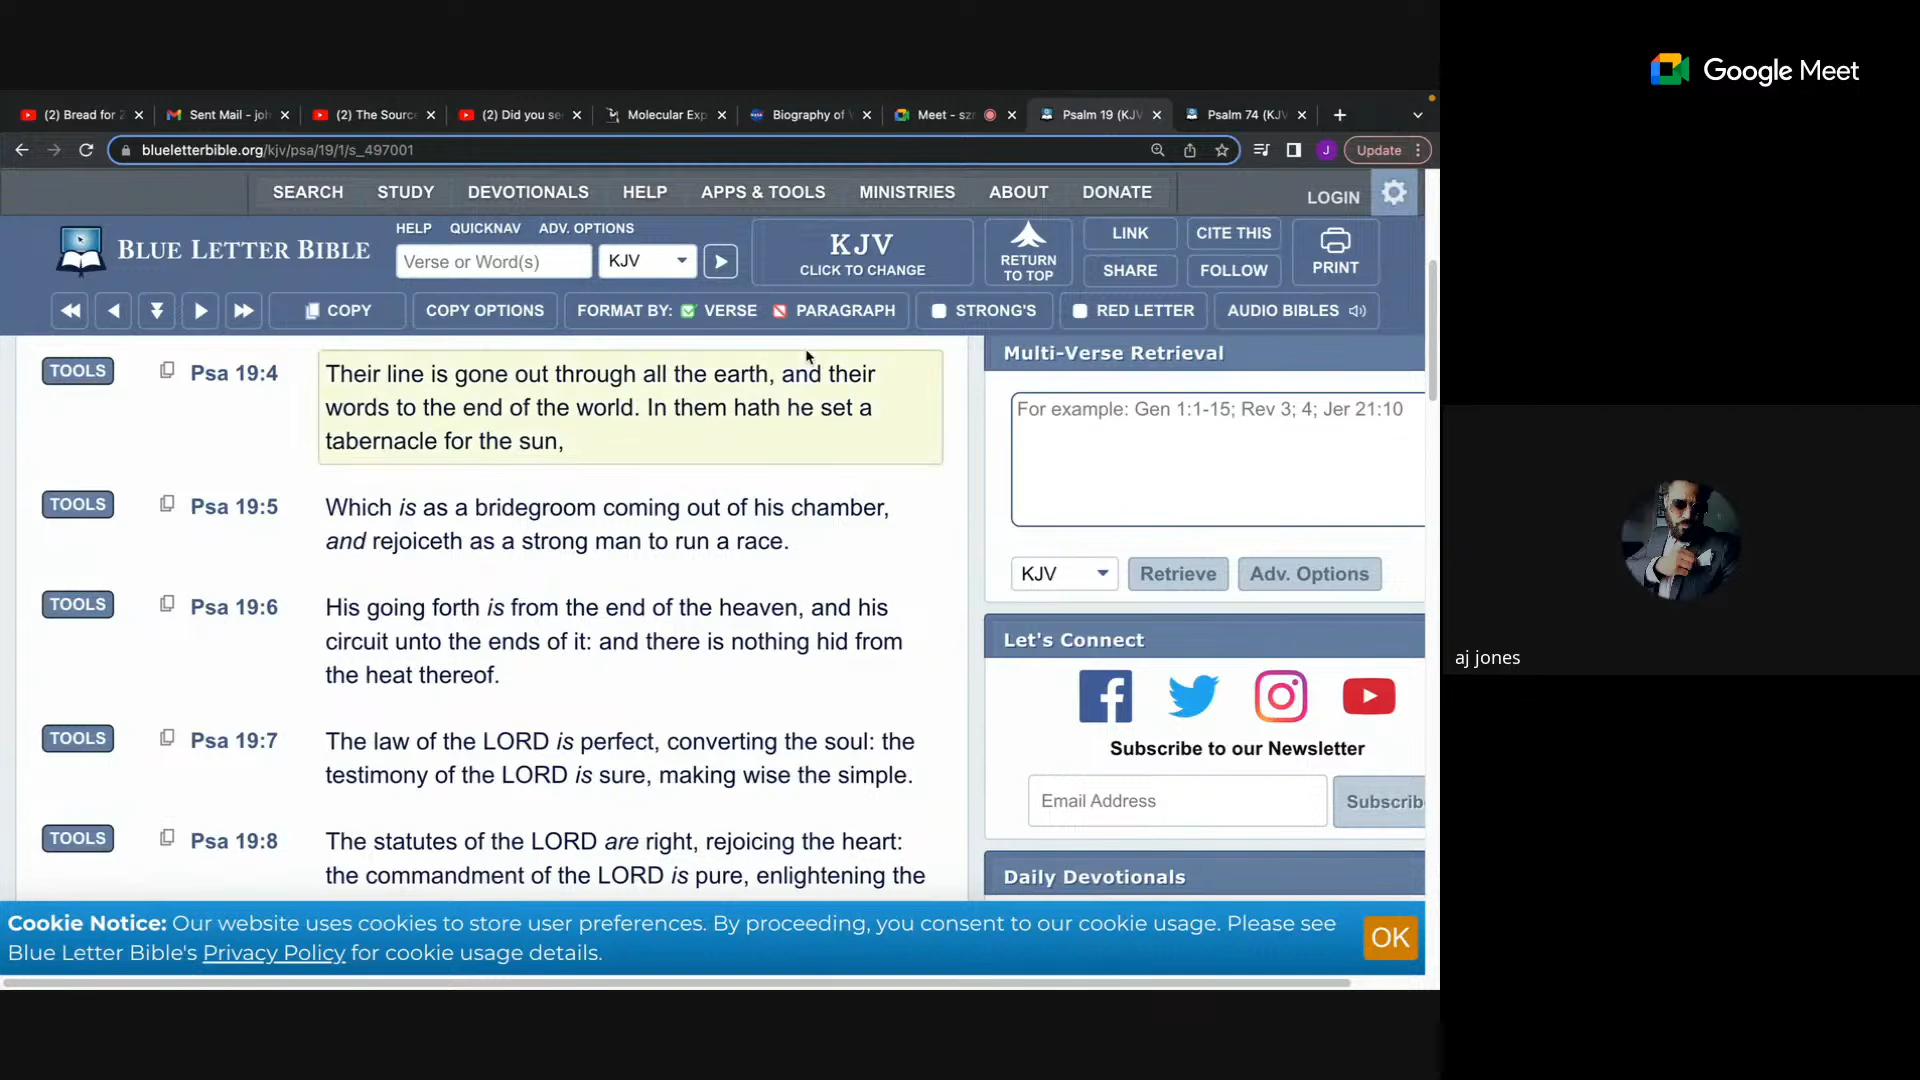 Google Meet
(2) Bread for 2
Sent Mail - joh
(2) The Source
(2) Did you se
Molecular Exp
Biography of
Meet - szr
Psalm 19 (KJV
Psalm 74 (KJV
blueletterbible.org/kjv/psa/19/1/s_497001
J
Update
SEARCH STUDY DEVOTIONALS HELP APPS & TOOLS MINISTRIES ABOUT DONATE
LOGIN
BLUE LETTER BIBLE
HELP QUICKNAV ADV. OPTIONS
Verse or Word(s)
KJV
KJV
CLICK TO CHANGE
RETURN
TO TOP
LINK
CITE THIS
SHARE
FOLLOW
PRINT
COPY
COPY OPTIONS
FORMAT BY: VERSE PARAGRAPH
STRONG'S
RED LETTER
AUDIO BIBLES
TOOLS
Psa 19:4
Their line is gone out through all the earth, and their
words to the end of the world. In them hath he set a
tabernacle for the sun,
TOOLS
Psa 19:5
Which is as a bridegroom coming out of his chamber,
and rejoiceth as a strong man to run a race.
TOOLS
Psa 19:6
His going forth is from the end of the heaven, and his
circuit unto the ends of it: and there is nothing hid from
the heat thereof.
TOOLS
Psa 19:7
The law of the LORD is perfect, converting the soul: the
testimony of the LORD is sure, making wise the simple.
TOOLS
Psa 19:8
The statutes of the LORD are right, rejoicing the heart:
the commandment of the LORD is pure, enlightening the
Multi-Verse Retrieval
For example: Gen 1:1-15; Rev 3; 4; Jer 21:10
KJV
Retrieve
Adv. Options
Let's Connect
Subscribe to our Newsletter
Email Address
Subscrib
Daily Devotionals
Cookie Notice: Our website uses cookies to store user preferences. By proceeding, you consent to our cookie usage. Please see
Blue Letter Bible's Privacy Policy for cookie usage details.
OK
aj jones